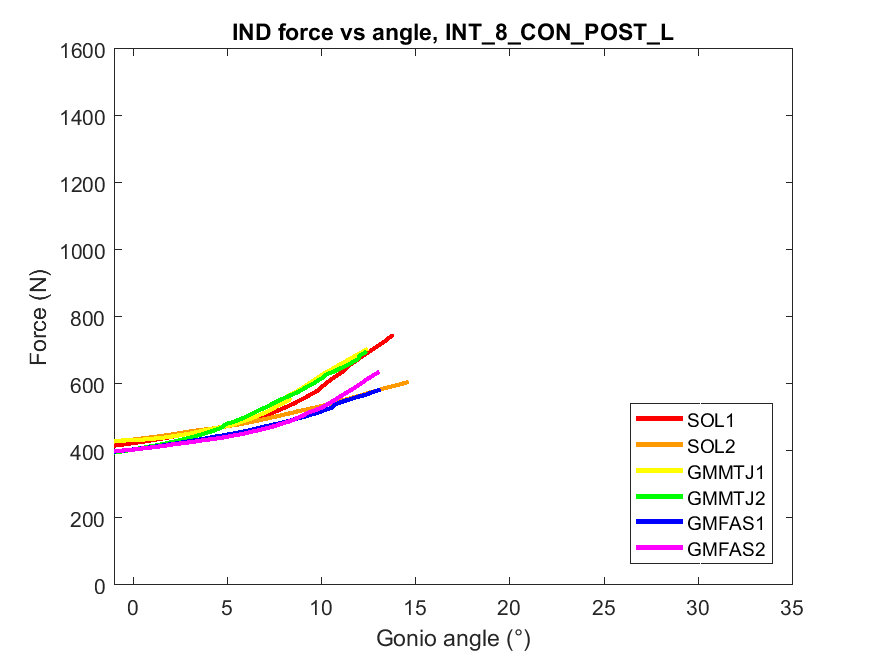 IND force vs angle, INT_8_CON_POST_L
1600
1400
1200
1000
800
600
400
200
0
Force (N)
0 5 10 15 20 25 30 35
Gonio angle (°)
SOL1
SOL2
GMMTJ1
GMMTJ2
GMFAS1
GMFAS2